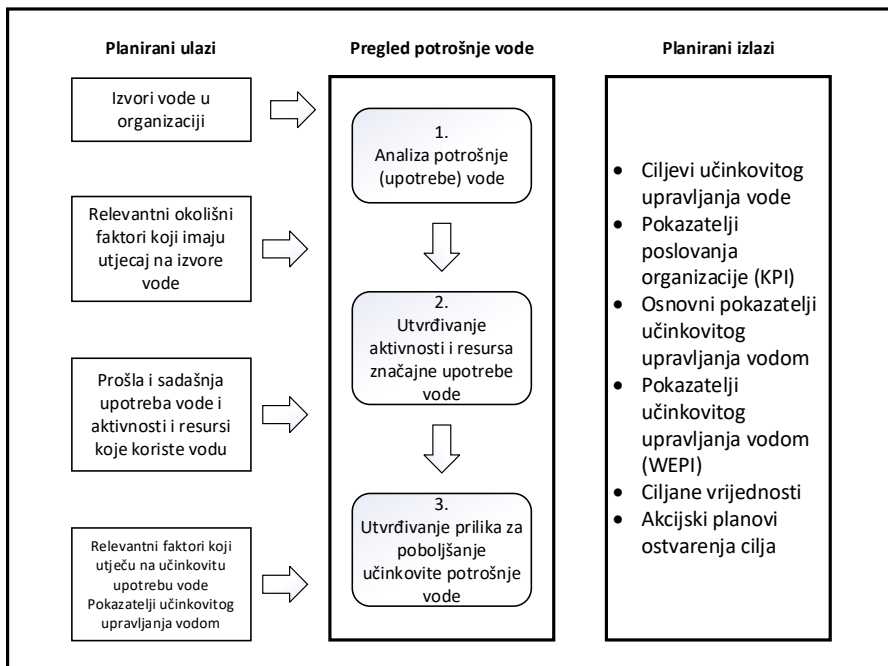 Planirani ulazi
Pregled potrošnje vode
Planirani izlazi
Izvori vode u
organizaciji
Relevantni okolišni
faktori koji imaju
utjecaj na izvore
vode
Prošla i sadašnja
upotreba vode i
aktivnosti i resursi
koje koriste vodu
Relevantni faktori koji
utječu na učinkovitu
upotrebu vode
Pokazatelji učinkovitog
upravljanja vodom
1.
Analiza potrošnje
(upotrebe) vode
2.
Utvrđivanje
aktivnosti i resursa
značajne upotrebe
vode
3.
Utvrđivanje prilika za
poboljšanje
učinkovite potrošnje
vode
• Ciljevi učinkovitog
upravljanja vode
• Pokazatelji
poslovanja
organizacije (KPI)
• Osnovni pokazatelji
učinkovitog
upravljanja vodom
• Pokazatelji
učinkovitog
upravljanja vodom
(WEPI)
• Ciljane vrijednosti
• Akcijski planovi
ostvarenja cilja